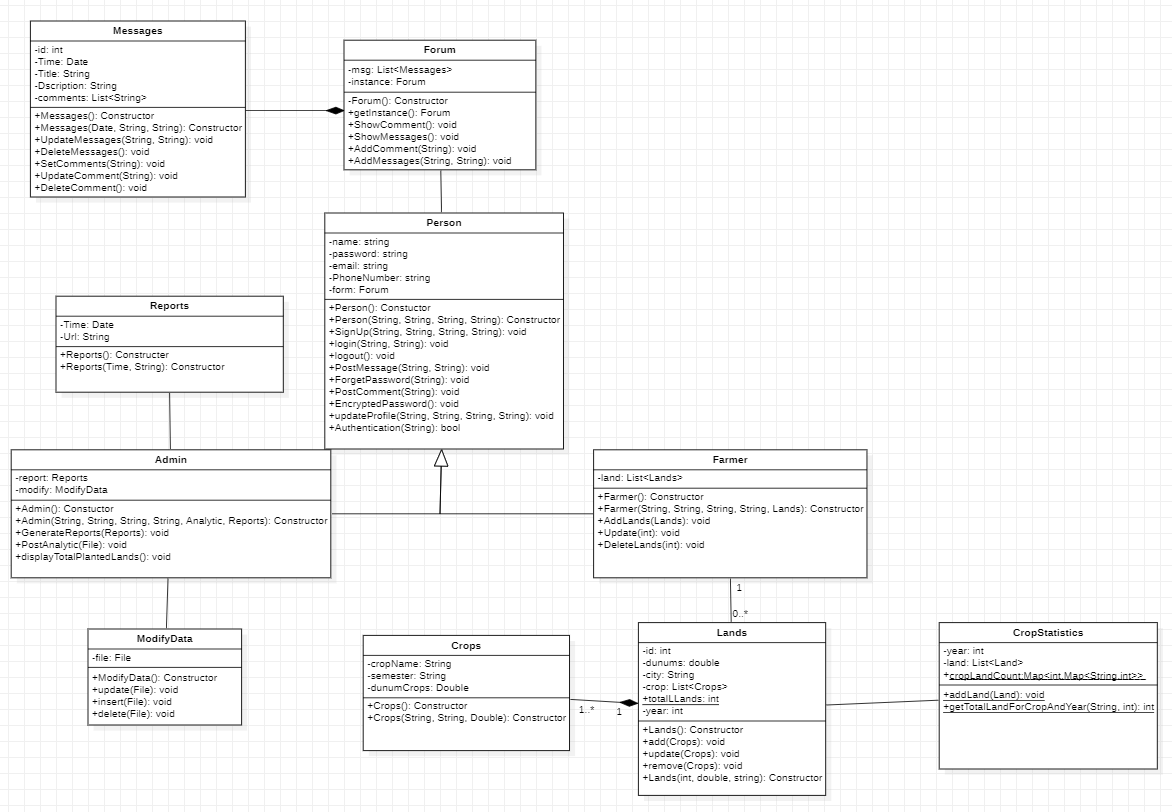 Messages
-id: int
-Time: Date
-Title: String
-Dscription: String
-comments: List<String>
+Messages(): Constructor
+Messages(Date, String, String): Constructor
+UpdateMessages(String, String): void
+DeleteMessages(): void
+SetComments(String): void
+UpdateComment(String): void
+DeleteComment(): void
Forum
-msg: List<Messages>
-instance: Forum
-Forum(): Constructor
+getInstance(): Forum
+ShowComment(): void
+ShowMessages(): void
+AddComment(String): void
+AddMessages(String, String): void
Person
-name: string
-password: string
-email: string
-PhoneNumber: string
-form: Forum
+Person(): Constuctor
+Person(String, String, String, String): Constructor
+SignUp(String, String, String, String): void
+login(String, String): void
+logout(): void
+PostMessage(String, String): void
+ForgetPassword(String): void
+PostComment(String): void
+EncryptedPassword(): void
+updateProfile(String, String, String, String): void
+Authentication(String): bool
Reports
-Time: Date
-Url: String
+Reports(): Constructer
+Reports(Time, String): Constructor
Admin
-report: Reports
-modify: ModifyData
+Admin(): Constuctor
+Admin(String, String, String, String, Analytic, Reports): Constructor
+GenerateReports(Reports): void
+PostAnalytic(File): void
+displayTotalPlantedLands(): void
Farmer
-land: List<Lands>
+Farmer(): Constructor
+Farmer(String, String, String, String, Lands): Constructor
+AddLands(Lands): void
+Update(int): void
+DeleteLands(int): void
1
0..*
ModifyData
-file: File
+ModifyData(): Constructor
+update(File): void
+insert(File): void
+delete(File): void
Crops
-cropName: String
-semester: String
-dunumCrops: Double
+Crops(): Constructor
+Crops(String, String, Double): Constructor
1..*
1
Lands
-id: int
-dunums: double
-city: String
-crop: List<Crops>
+totalLLands: int
-year: int
+Lands(): Constructor
+add(Crops): void
+update(Crops): void
+remove(Crops): void
+Lands(int, double, string): Constructor
CropStatistics
-year: int
-land: List<Land>
+cropLandCount:Map<int,Map<String,int>>
+addLand(Land): void
+getTotalLandForCropAndYear(String, int): int